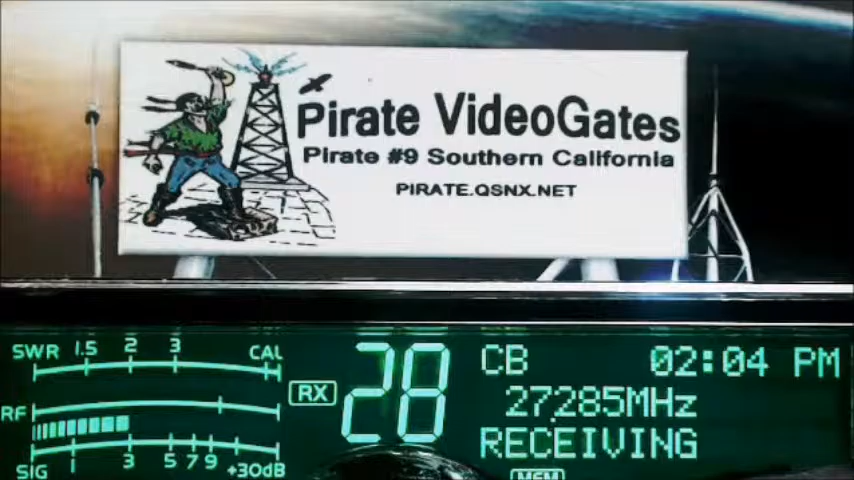 Pirate VideoGates
Pirate #9 Southern California
PIRATE.QSNX.NET
SWR 1.5 2 3 CAL
RX
28
CB
02:04 PM
27.285MHz
RF
RECEIVING
SIG 1 3 5 7 9 +30dB
MEM